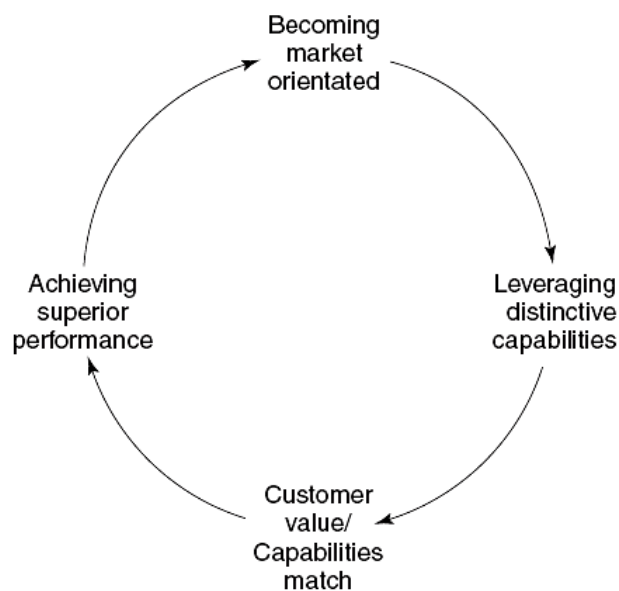 Becoming
market
orientated
Leveraging
distinctive
capabilities
Customer
value/
Capabilities
match
Achieving
superior
performance